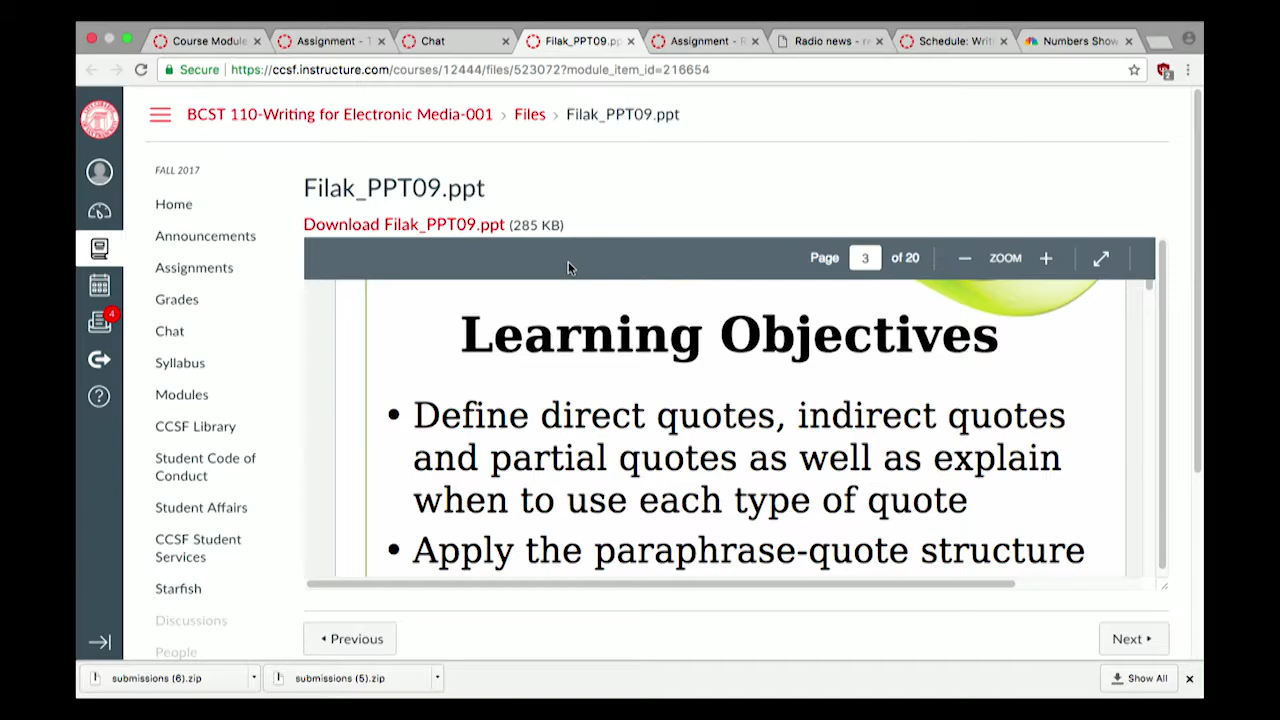 Course Module
Assignment - T
Chat
Filak_PPT09.pp
Assignment - R
Radio news - re
Schedule: Writi
Numbers Show
Secure
https://ccsf.instructure.com/courses/12444/files/523072?module_item_id=216654
2
BCST 110-Writing for Electronic Media-001 › Files › Filak_PPT09.ppt
FALL 2017
Home
Announcements
Assignments
Grades
Chat
Syllabus
Modules
CCSF Library
Student Code of
Conduct
Student Affairs
CCSF Student
Services
Starfish
Discussions
People
4
Filak_PPT09.ppt
Download Filak_PPT09.ppt (285 KB)
Page 3 of 20 ZOOM
Learning Objectives
• Define direct quotes, indirect quotes
and partial quotes as well as explain
when to use each type of quote
• Apply the paraphrase-quote structure
Previous
Next
submissions (6).zip
submissions (5).zip
Show All